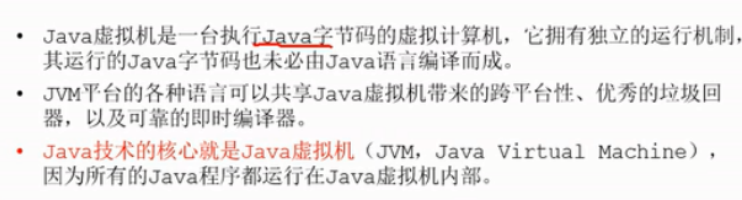 • Java虚拟机是一台执行Java字节码的虚拟计算机，它拥有独立的运行机制，
其运行的Java字节码也未必由Java语言编译而成。
• JVM平台的各种语言可以共享Java虚拟机带来的跨平台性、优秀的垃圾回
器，以及可靠的即时编译器。
• Java技术的核心就是Java虚拟机（JVM，Java Virtual Machine），
因为所有的Java程序都运行在Java虚拟机内部。